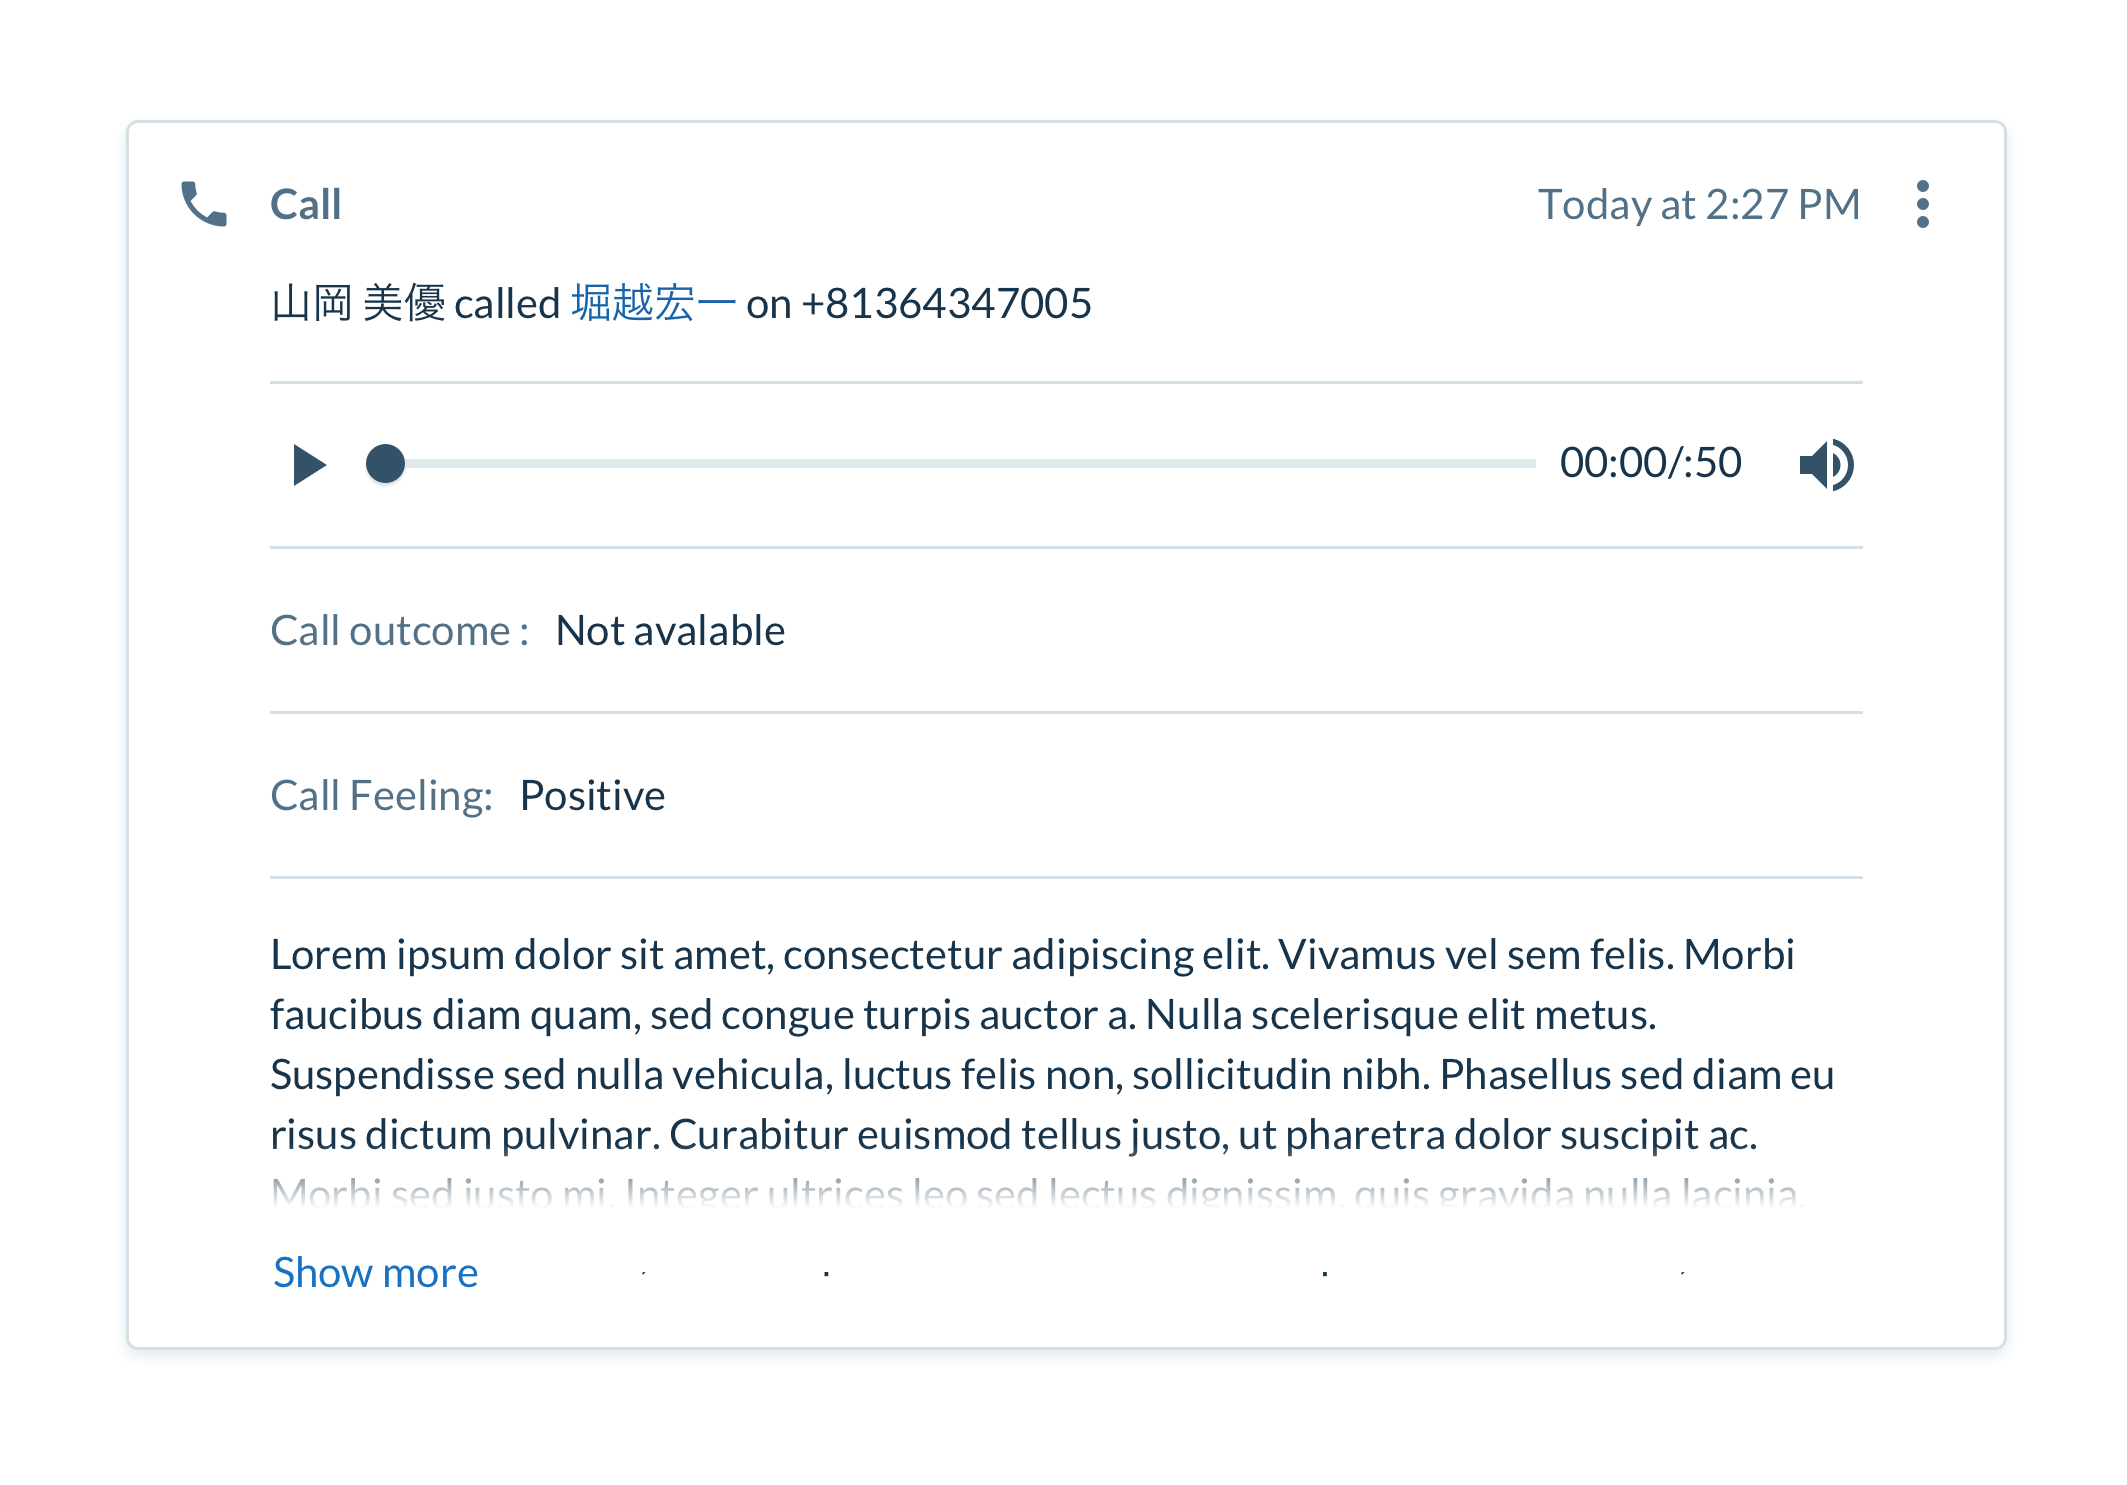 Call
Today at 2:27 PM
山岡 美優 called 堀越宏一 on +81364347005
00:00/:50
Call outcome : Not avalable
Call Feeling: Positive
Lorem ipsum dolor sit amet, consectetur adipiscing elit. Vivamus vel sem felis. Morbi
faucibus diam quam, sed congue turpis auctor a. Nulla scelerisque elit metus.
Suspendisse sed nulla vehicula, luctus felis non, sollicitudin nibh. Phasellus sed diam eu
risus dictum pulvinar. Curabitur euismod tellus justo, ut pharetra dolor suscipit ac.
Morbi sed justo mi. Integer ultrices leo sed lectus dignissim, quis gravida nulla lacinia.
Show more